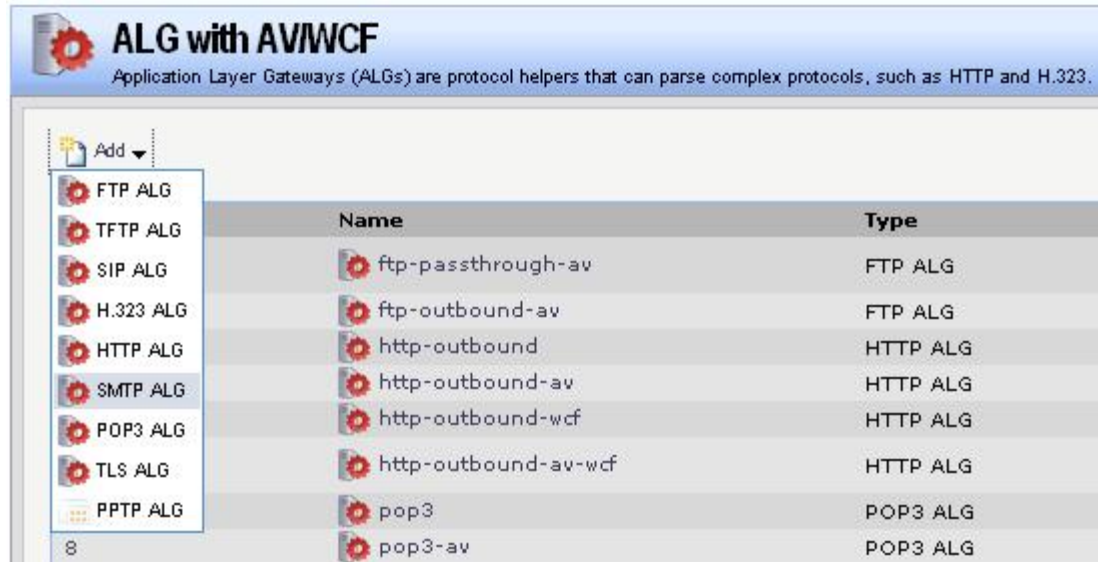 ALG with AV/WCF
Application Layer Gateways (ALGs) are protocol helpers that can parse complex protocols, such as HTTP and H.323.
Add
FTP ALG
TFTP ALG
SIP ALG
H.323 ALG
HTTP ALG
SMTP ALG
POP3 ALG
TLS ALG
PPTP ALG
Name Type
ftp-passthrough-av FTP ALG
ftp-outbound-av FTP ALG
http-outbound HTTP ALG
http-outbound-av HTTP ALG
http-outbound-wcf HTTP ALG
http-outbound-av-wcf HTTP ALG
pop3 POP3 ALG
8 pop3-av POP3 ALG